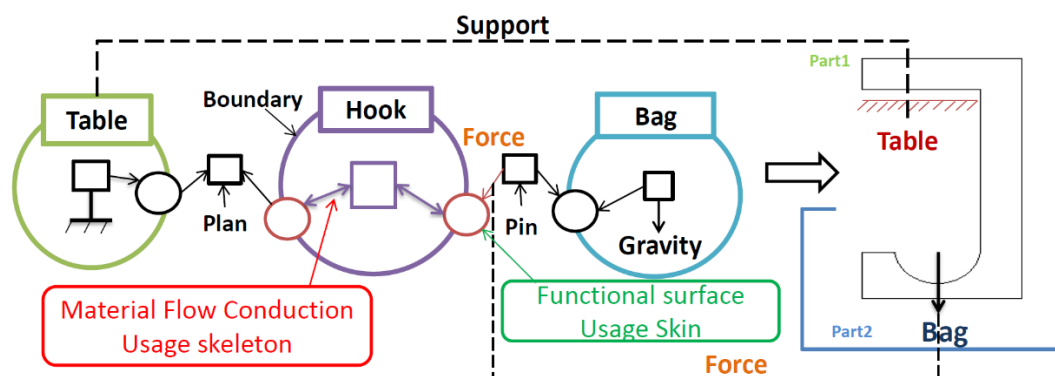 Support
Part1
Boundary
Table
Hook
Bag
Force
Table
Plan
Pin
Gravity
Material Flow Conduction
Usage skeleton
Functional surface
Usage Skin
Part2
Bag
Force